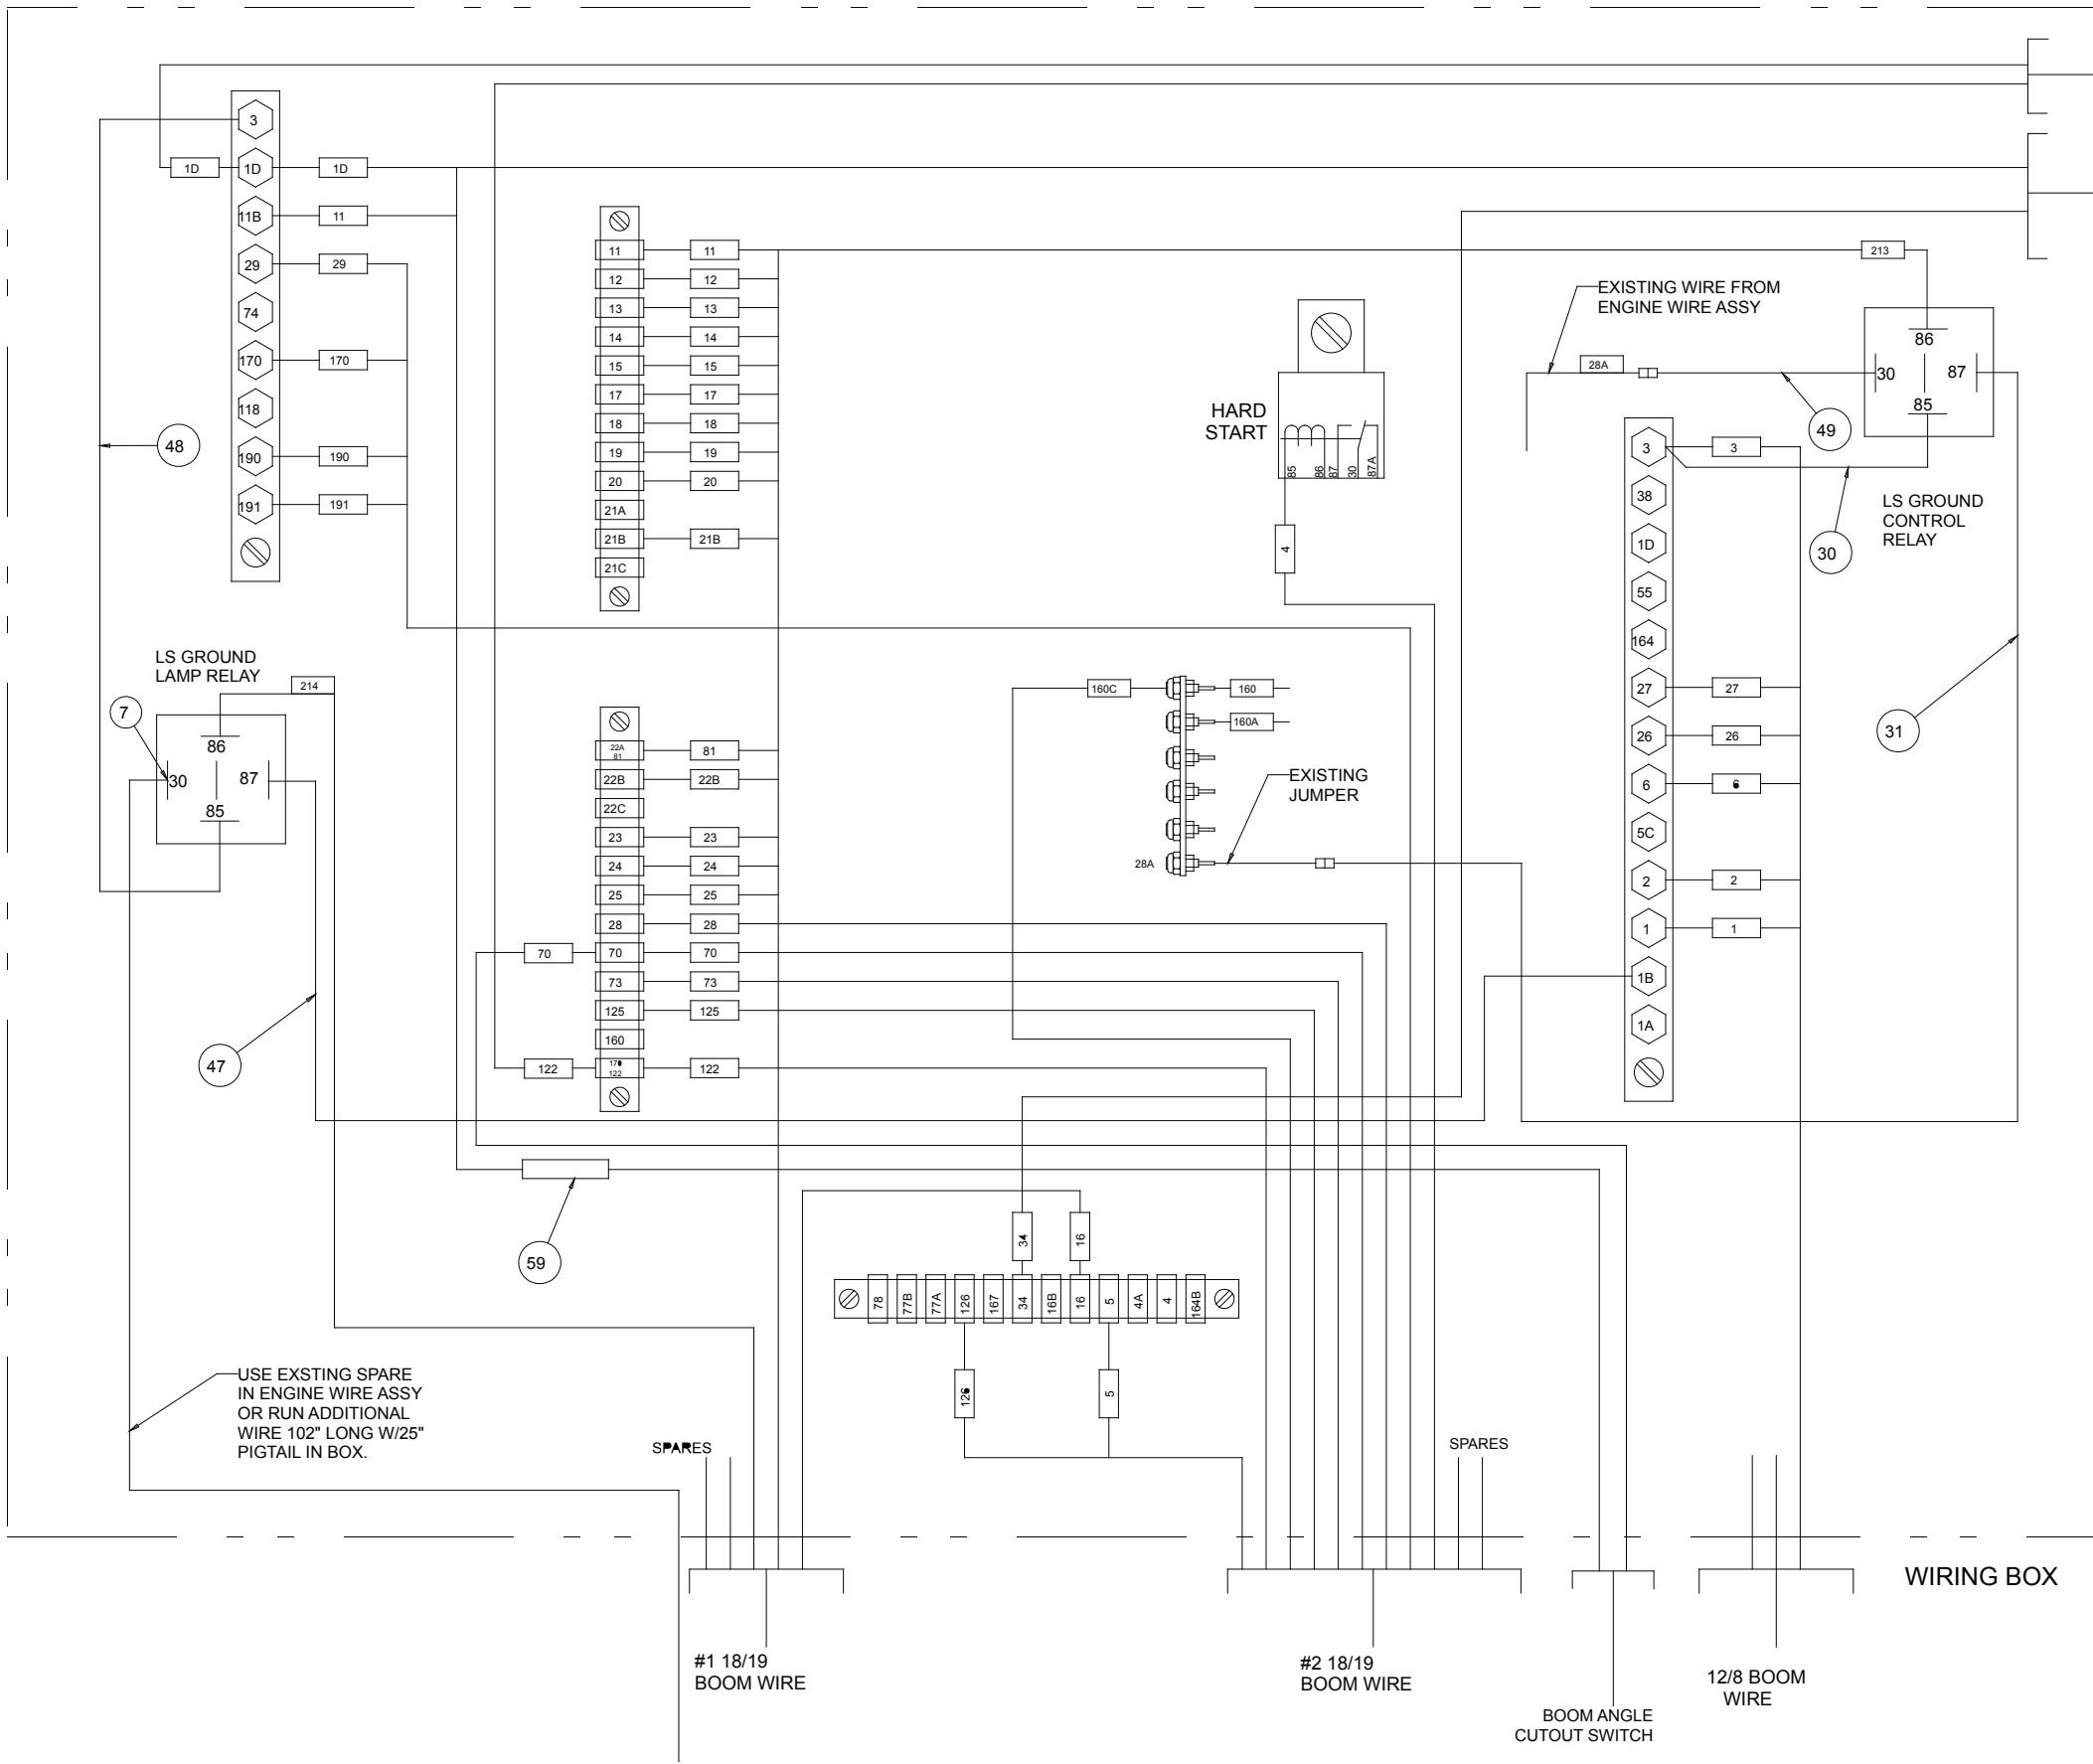 3
1D
1D
1D
11B
11
29
29
74
170
170
118
190
190
191
191
48
11
11
12
12
13
13
14
14
15
15
17
17
18
18
19
19
20
20
21A
21B
21B
21C
HARD
START
85
86
87
30
87A
4
213
EXISTING WIRE FROM
ENGINE WIRE ASSY
28A
86
30
87
85
49
30
LS GROUND
CONTROL
RELAY
31
3
3
38
1D
55
164
27
27
26
26
6
6
5C
2
2
1
1
1B
1A
LS GROUND
LAMP RELAY
214
7
86
30
87
85
47
22A
81
81
22B
22B
22C
23
23
24
24
25
25
28
28
70
70
70
73
73
125
125
160
122
170
122
122
160C
160
160A
EXISTING
JUMPER
28A
59
34
16
78
77B
77A
126
167
34
16B
16
5
4A
4
164B
126
5
USE EXSTING SPARE
IN ENGINE WIRE ASSY
OR RUN ADDITIONAL
WIRE 102" LONG W/25"
PIGTAIL IN BOX.
SPARES
SPARES
WIRING BOX
#1 18/19
BOOM WIRE
#2 18/19
BOOM WIRE
BOOM ANGLE
CUTOUT SWITCH
12/8 BOOM
WIRE